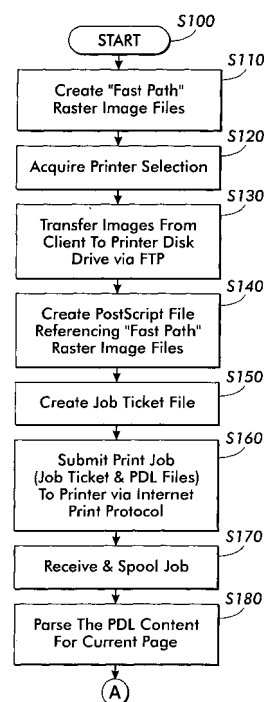 S100
START
S110
Create "Fast Path"
Raster Image Files
S120
Acquire Printer Selection
S130
Transfer Images From
Client To Printer Disk
Drive via FTP
S140
Create PostScript File
Referencing "Fast Path"
Raster Image Files
S150
Create Job Ticket File
S160
Submit Print Job
(Job Ticket & PDL Files)
To Printer via Internet
Print Protocol
S170
Receive & Spool Job
S180
Parse The PDL Content
For Current Page
A